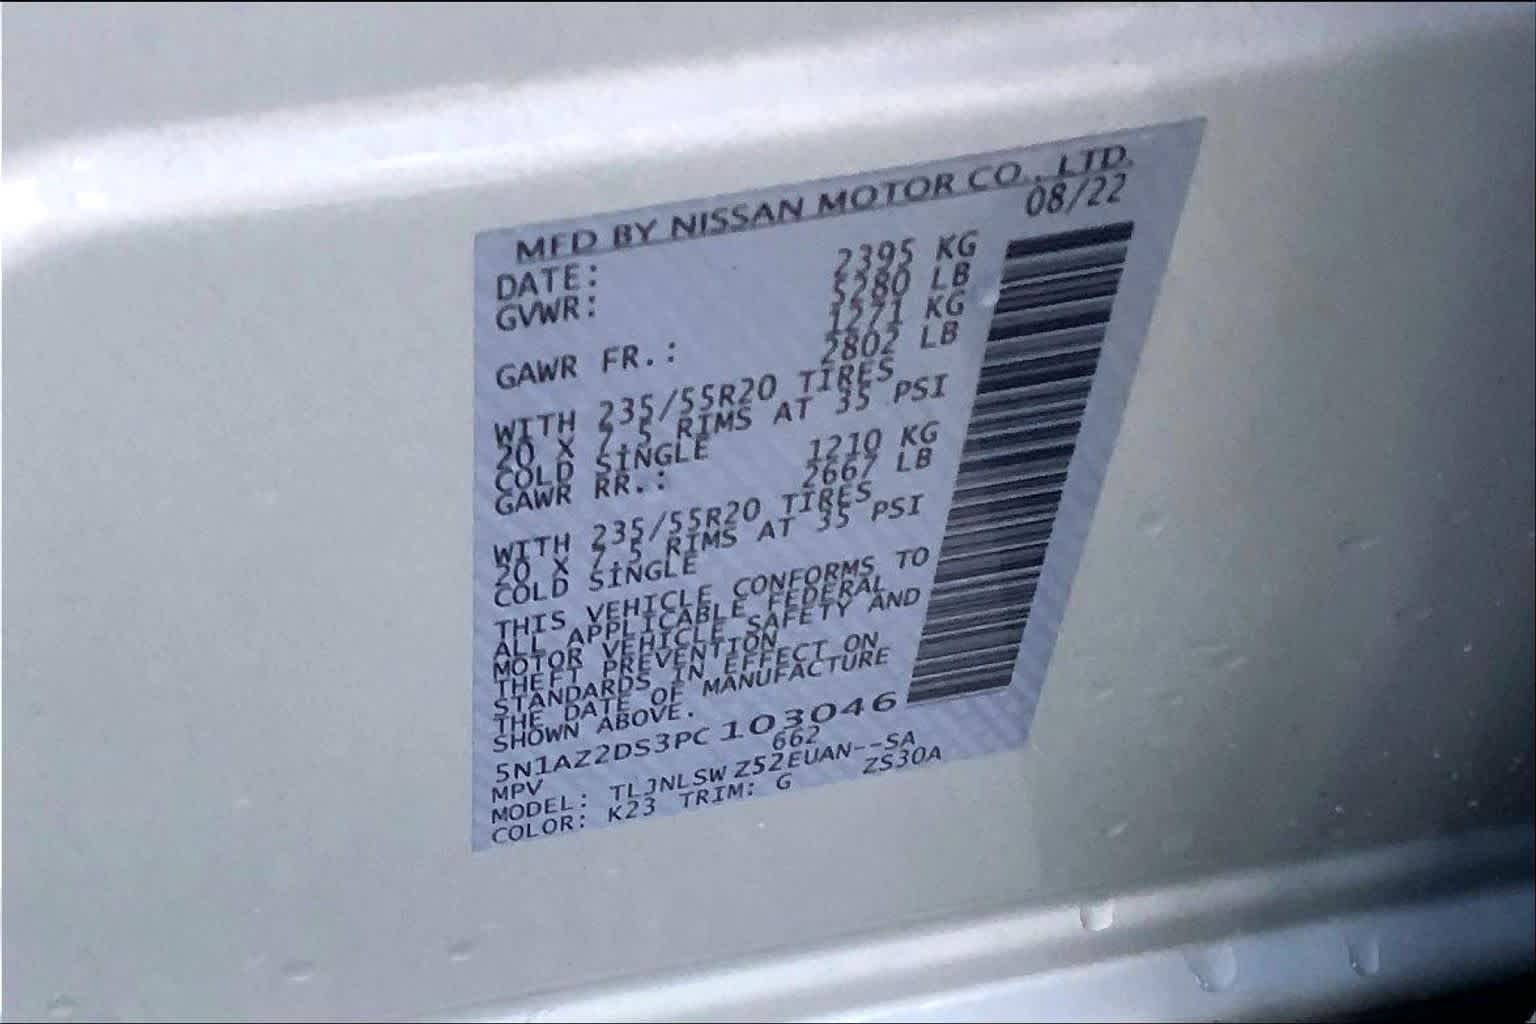 MFD BY NISSAN MOTOR CO., LTD.
DATE: 08/22
GVWR: 2395 KG
5280 LB
GAWR FR.: 1271 KG
2802 LB
WITH 235/55R20 TIRES
20 X 7.5 RIMS AT 35 PSI
COLD SINGLE
GAWR RR.: 1210 KG
2667 LB
WITH 235/55R20 TIRES
20 X 7.5 RIMS AT 35 PSI
COLD SINGLE
THIS VEHICLE CONFORMS TO
ALL APPLICABLE FEDERAL
MOTOR VEHICLE SAFETY AND
THEFT PREVENTION
STANDARDS IN EFFECT ON
THE DATE OF MANUFACTURE
SHOWN ABOVE.
5N1AZ2DS3PC103046
MPV 662
MODEL: TLJNLSWZ52EUAN--SA
COLOR: K23 TRIM: G ZS30A